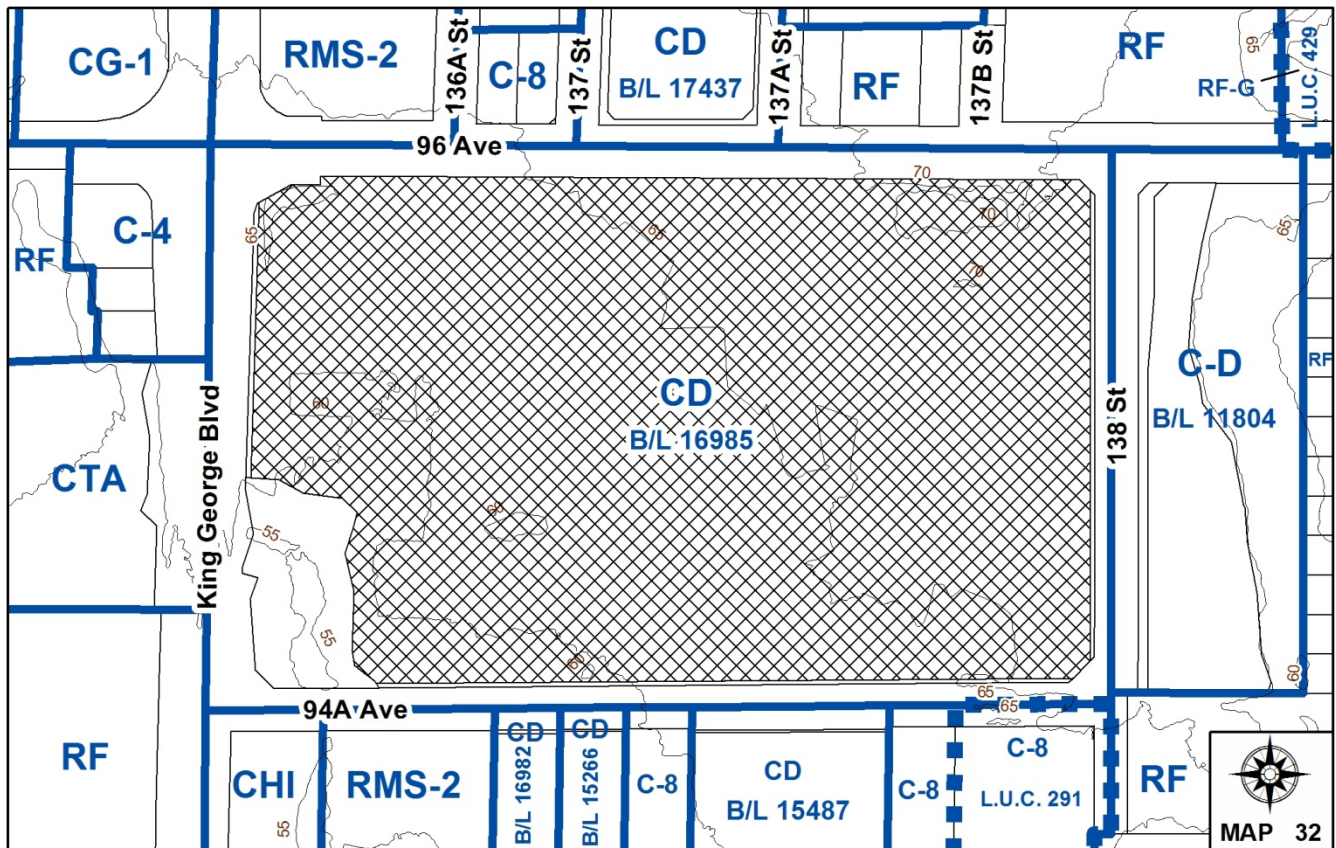 CG-1
RMS-2
136A St
C-8
137 St
CD
B/L 17437
137A St
RF
137B St
RF
65
RF-G
L.U.C. 429
96 Ave
C-4
RF
65
65
70
70
70
65
CD
B/L 16985
60
60
60
C-D
B/L 11804
RF
138 St
King George Blvd
CTA
55
55
60
65
65
94A Ave
RF
CHI
55
RMS-2
CD
B/L 16982
CD
B/L 15266
C-8
CD
B/L 15487
C-8
C-8
L.U.C. 291
RF
MAP 32